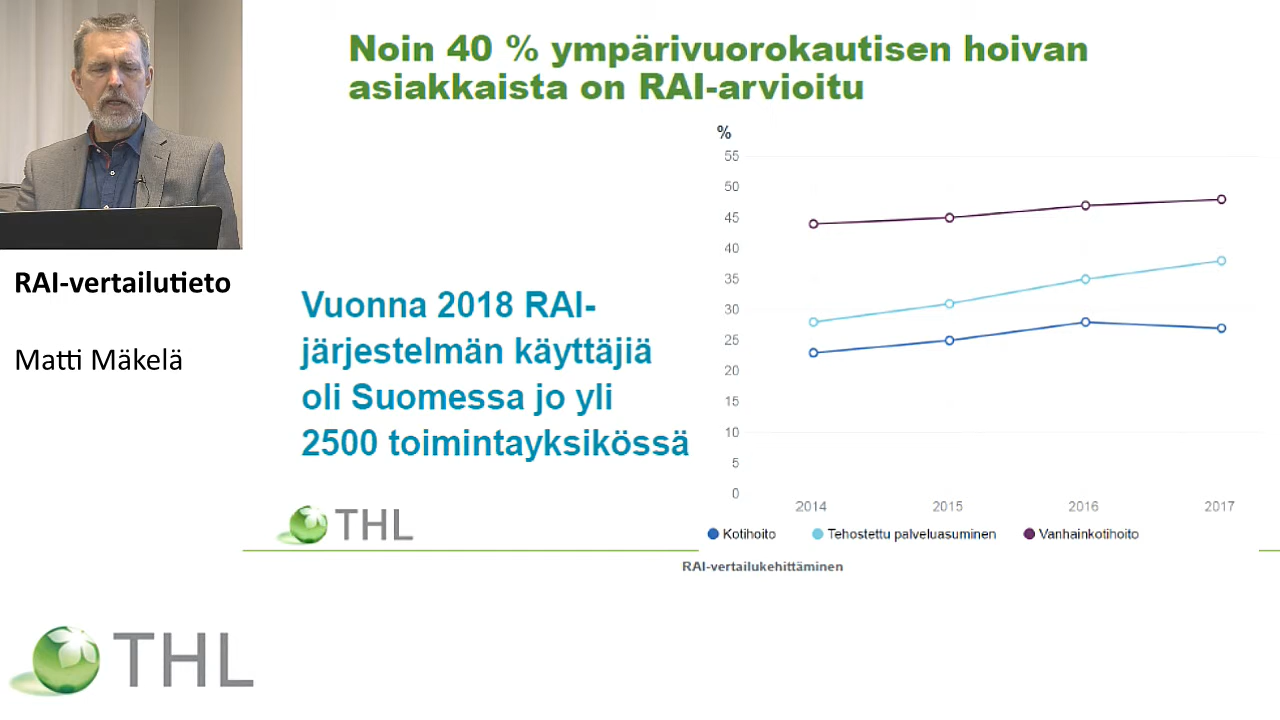 Noin 40 % ympärivuorokautisen hoivan
asiakkaista on RAI-arvioitu
RAI-vertailutieto
Matti Mäkelä
Vuonna 2018 RAI-
järjestelmän käyttäjiä
oli Suomessa jo yli
2500 toimintayksikössä
%
55
50
45
40
35
30
25
20
15
10
5
0
2014 2015 2016 2017
Kotihoito Tehostettu palveluasuminen Vanhainkotihoito
THL
RAI-vertailukehittäminen
THL